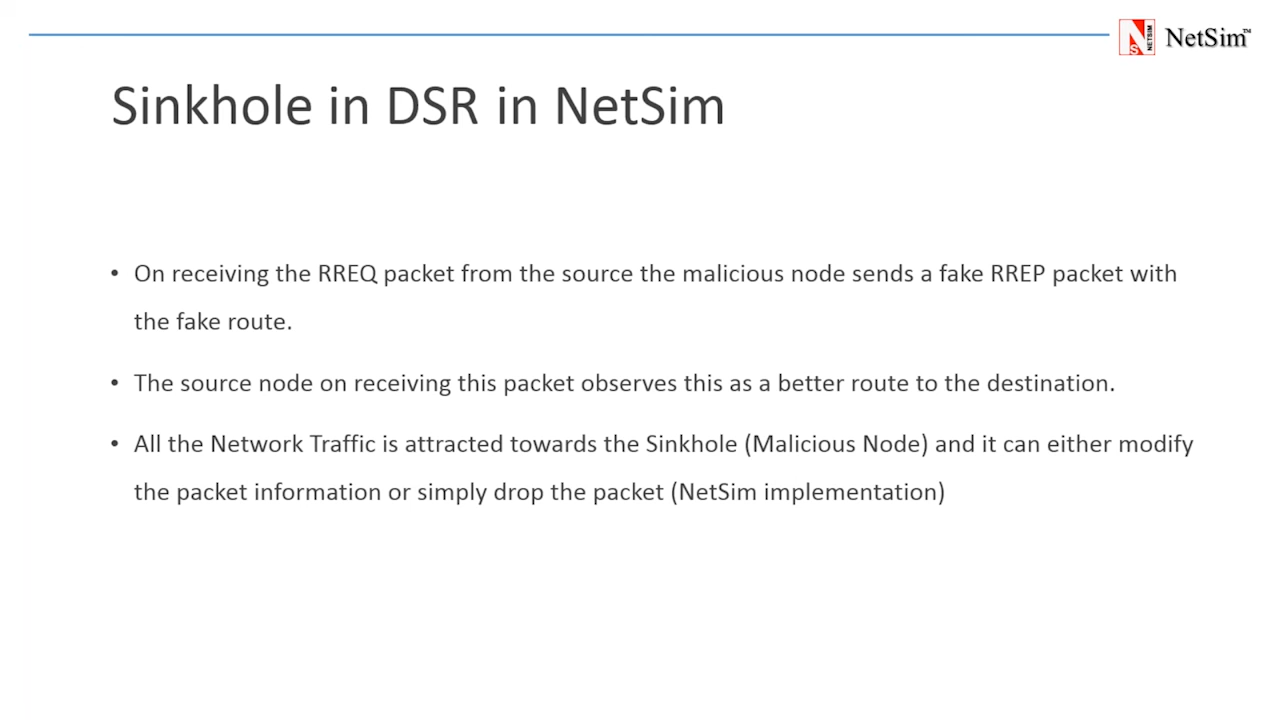 NETSIM
NetSim™
Sinkhole in DSR in NetSim
• On receiving the RREQ packet from the source the malicious node sends a fake RREP packet with
the fake route.
• The source node on receiving this packet observes this as a better route to the destination.
• All the Network Traffic is attracted towards the Sinkhole (Malicious Node) and it can either modify
the packet information or simply drop the packet (NetSim implementation)